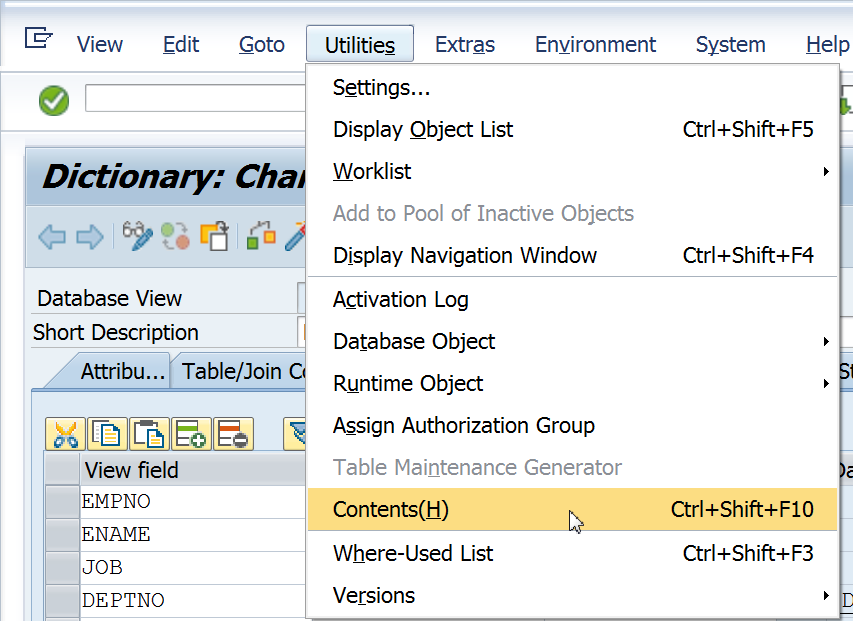 View Edit Goto Utilities Extras Environment System Help
Settings...
Display Object List Ctrl+Shift+F5
Worklist
Dictionary: Chan
Add to Pool of Inactive Objects
Display Navigation Window Ctrl+Shift+F4
Database View
Activation Log
Short Description
Database Object
Attribu... Table/Join Co
Runtime Object
Assign Authorization Group
Table Maintenance Generator
View field
Contents(H) Ctrl+Shift+F10
EMPNO
ENAME
Where-Used List Ctrl+Shift+F3
JOB
Versions
DEPTNO